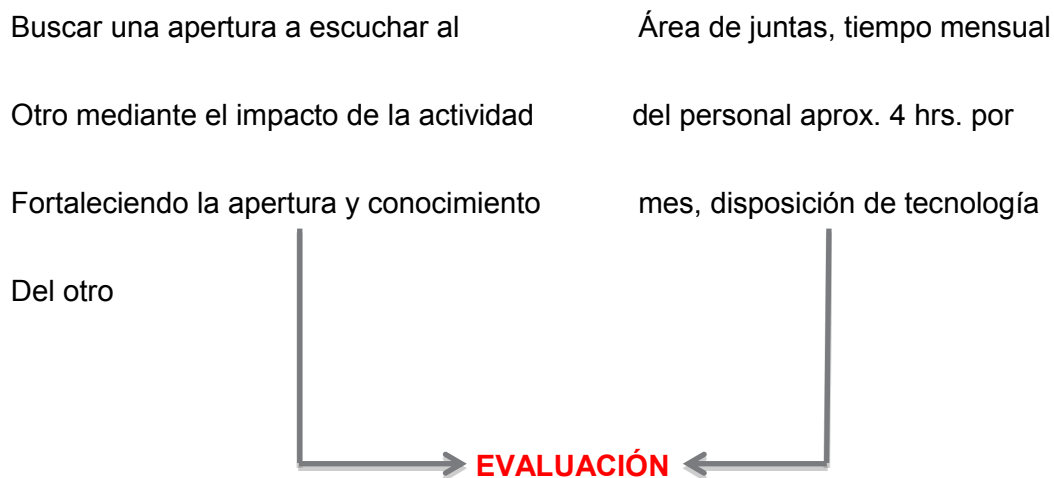 Buscar una apertura a escuchar al
Otro mediante el impacto de la actividad
Fortaleciendo la apertura y conocimiento
Del otro
Área de juntas, tiempo mensual
del personal aprox. 4 hrs. por
mes, disposición de tecnología
EVALUACIÓN